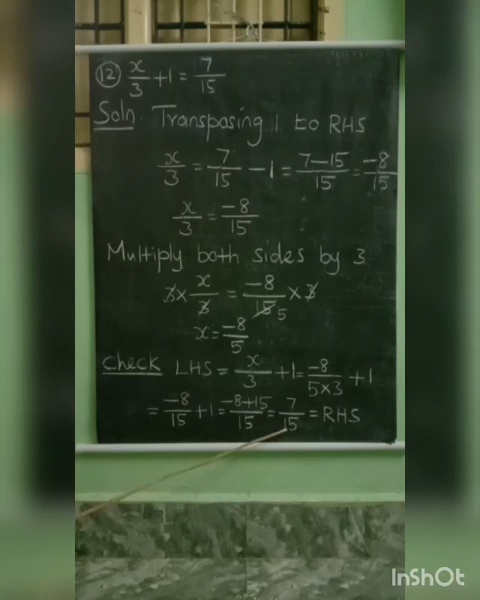 (12) x/3 + 1 = 7/15
Soln. Transposing 1 to RHS
x/3 = 7/15 - 1 = 7-15/15 = -8/15
x/3 = -8/15
Multiply both sides by 3
3 × x/3 = -8/15 5 × 3
x = -8/5
Check LHS = x/3 + 1 = -8/5×3 + 1
= -8/15 + 1 = -8+15/15 = 7/15 = RHS
InShOt